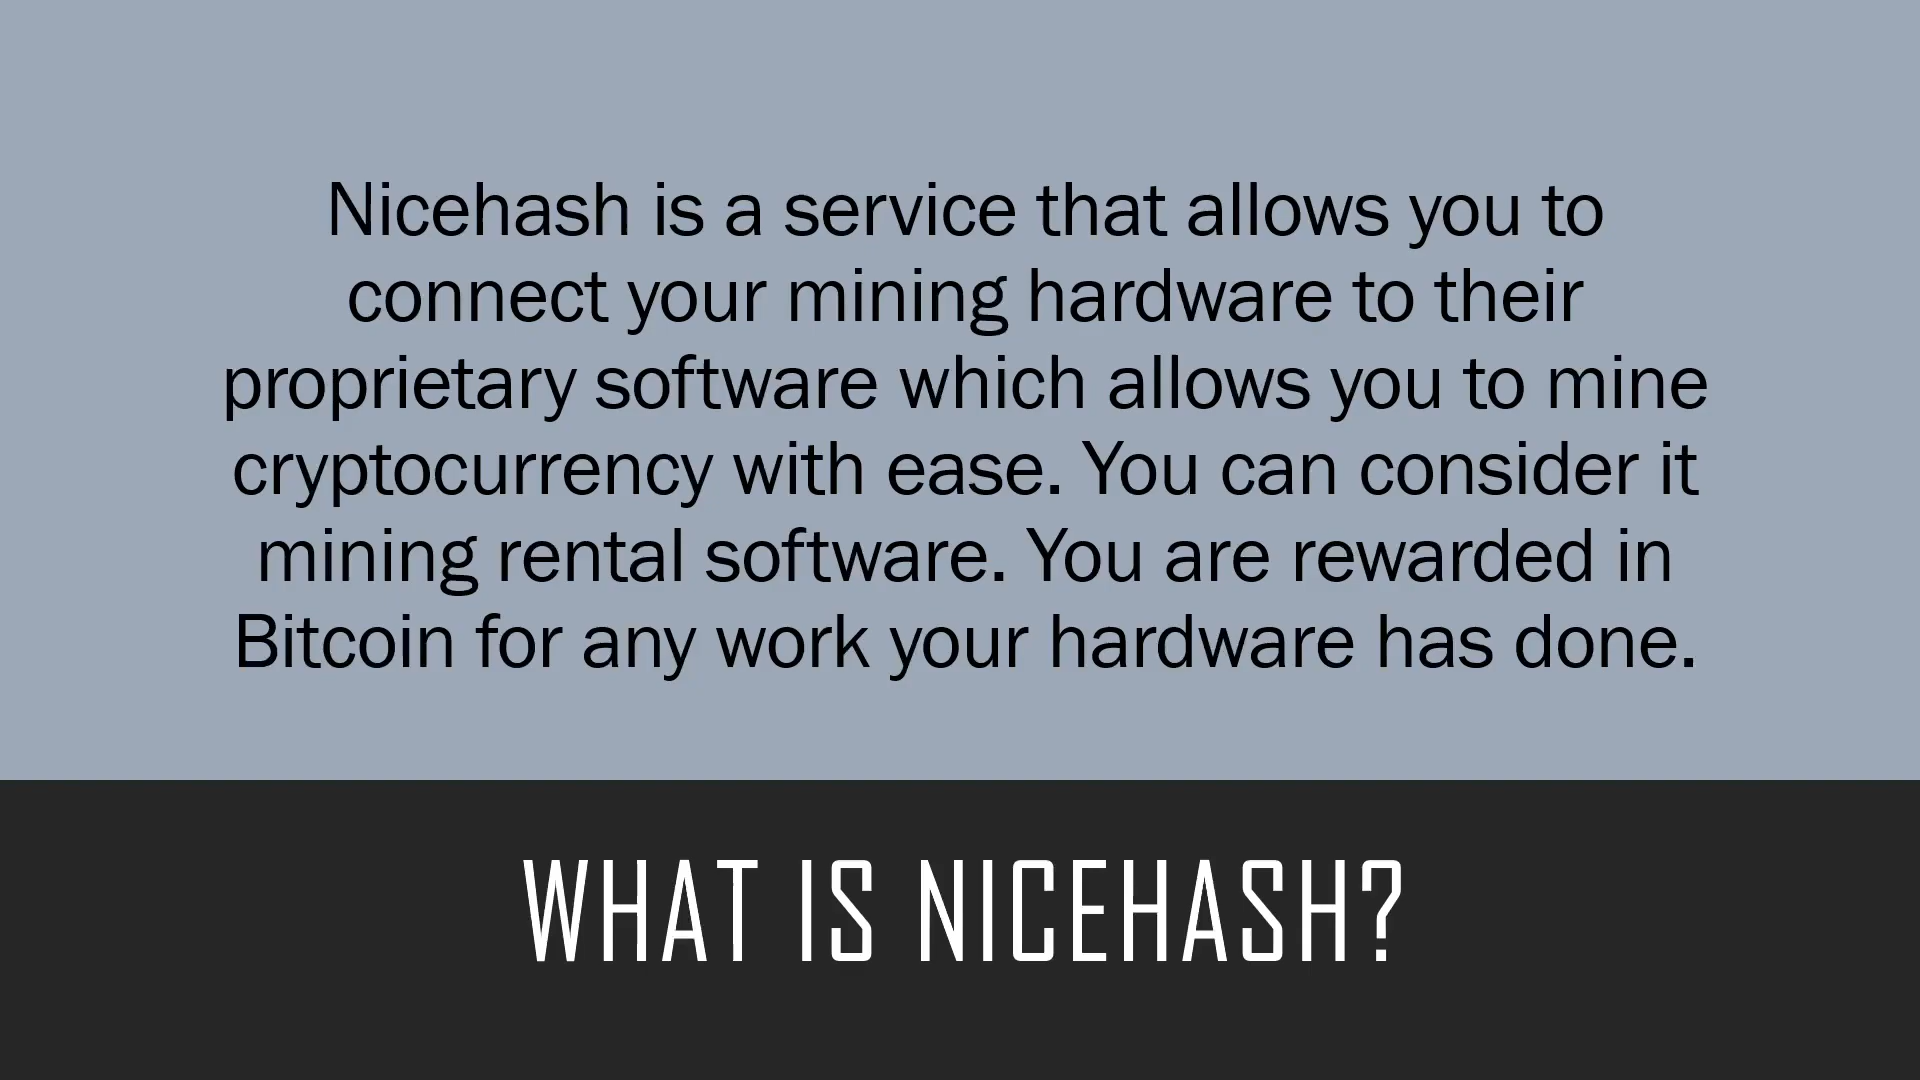 Nicehash is a service that allows you to
connect your mining hardware to their
proprietary software which allows you to mine
cryptocurrency with ease. You can consider it
mining rental software. You are rewarded in
Bitcoin for any work your hardware has done.
WHAT IS NICEHASH?